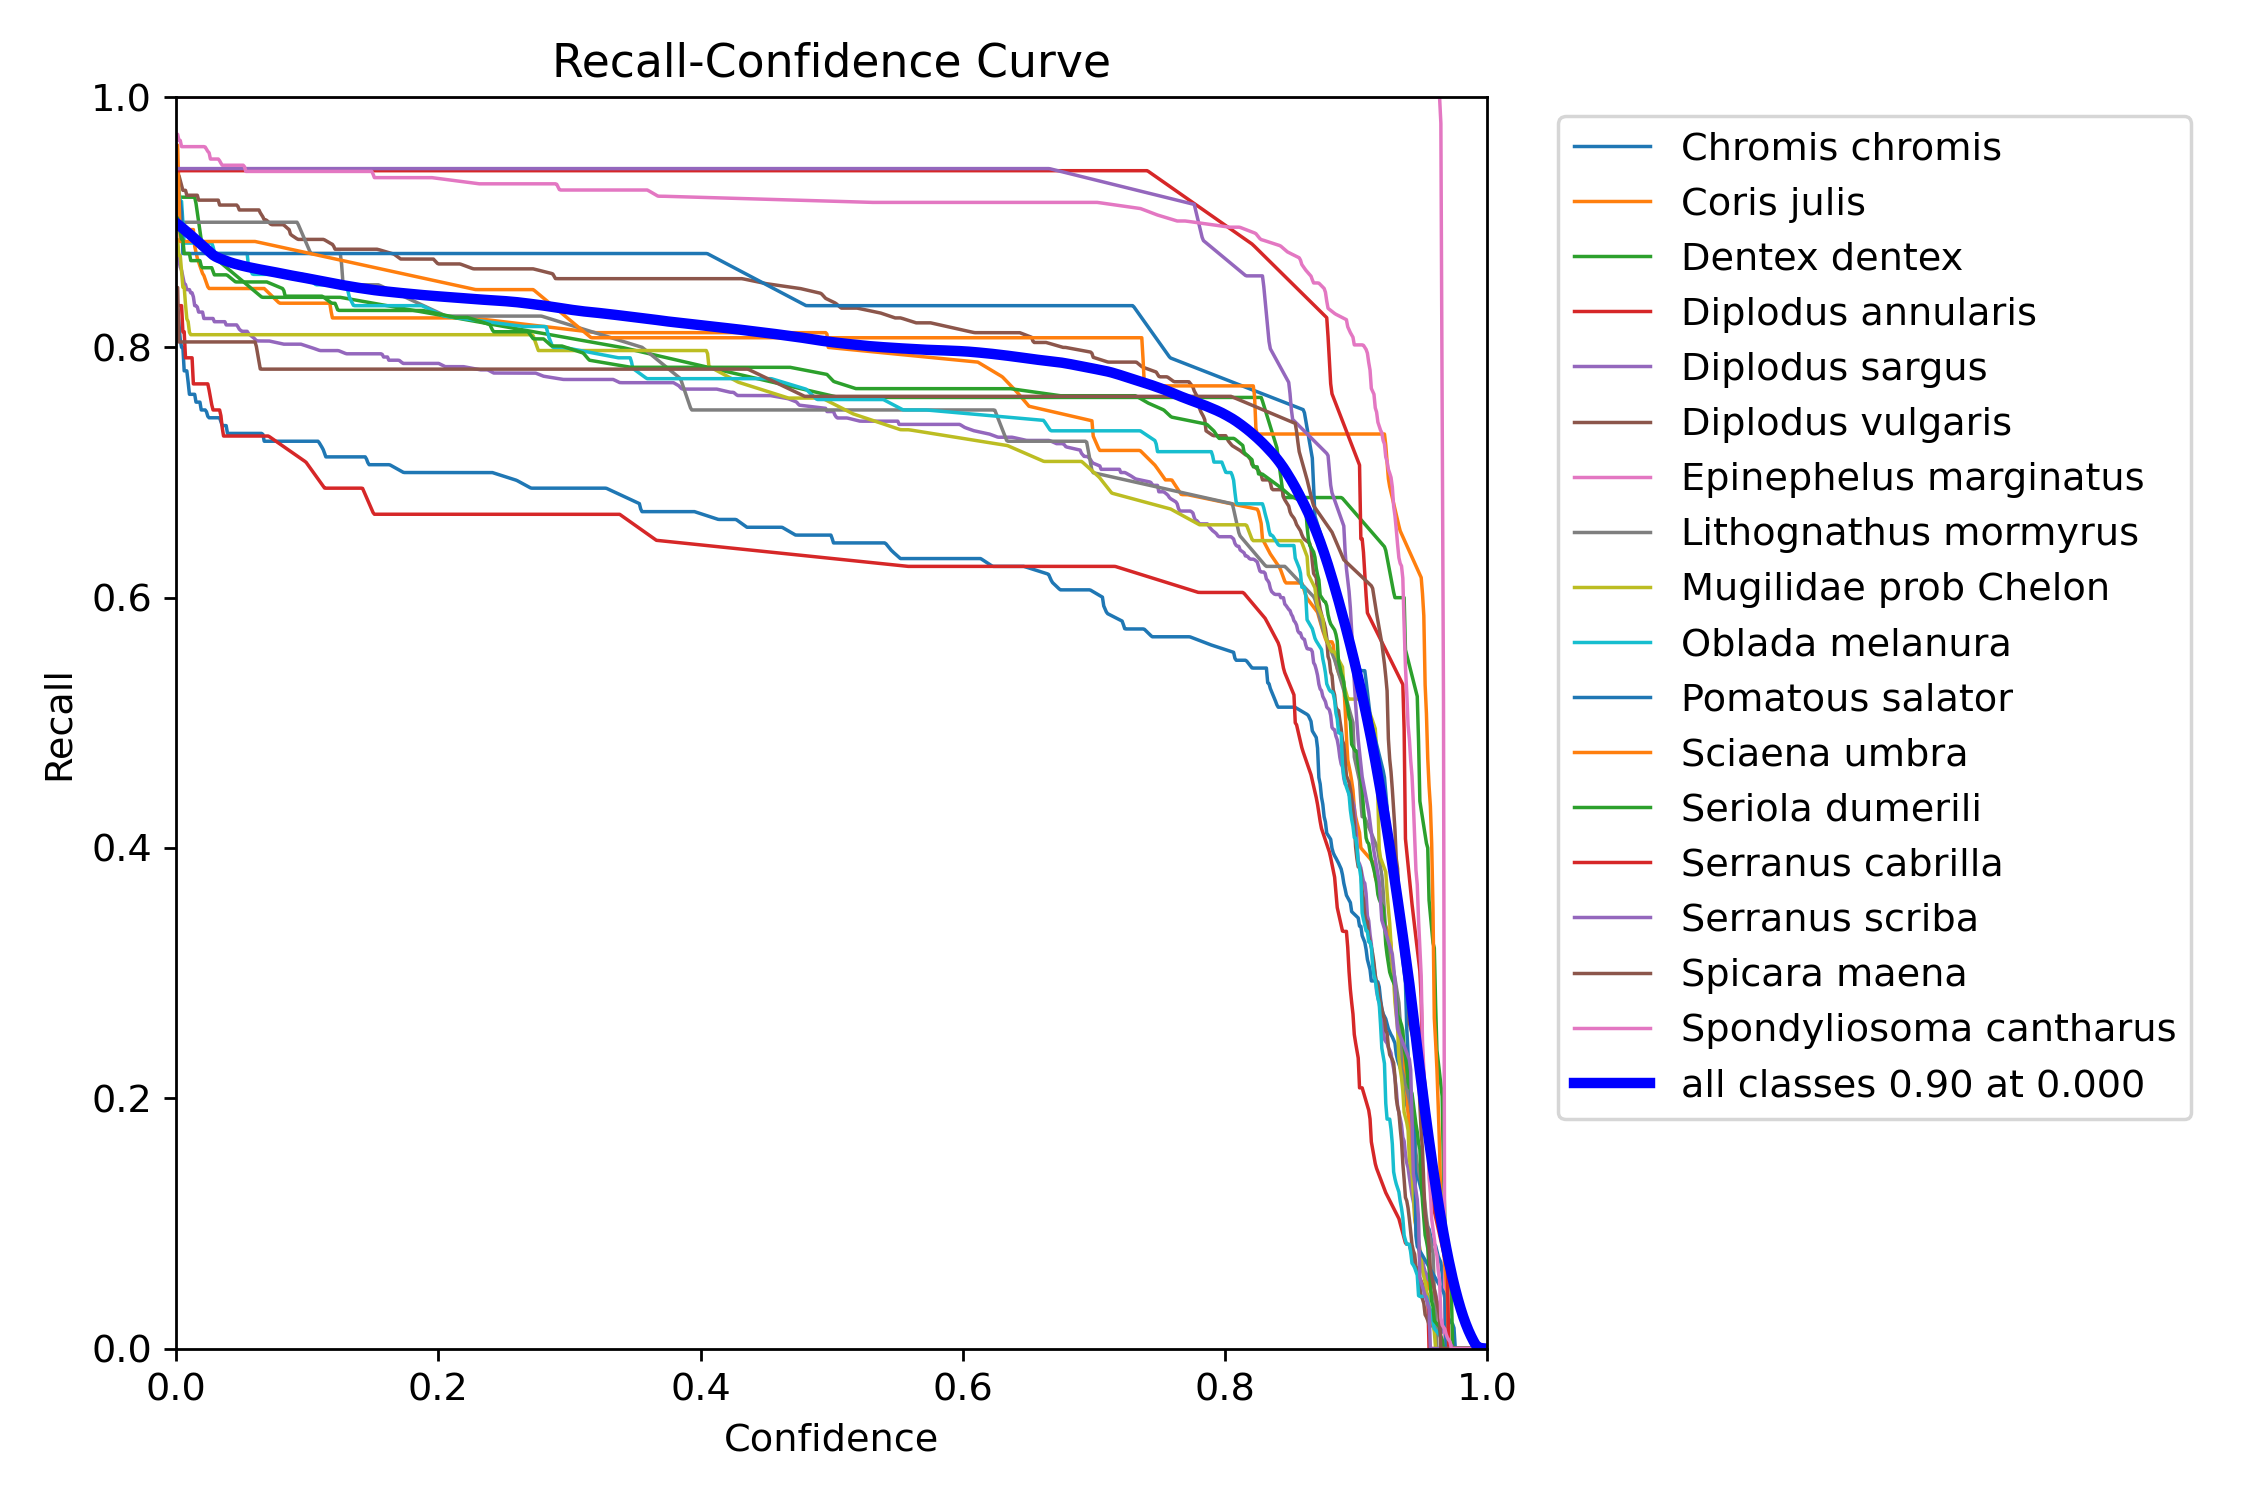 Recall-Confidence Curve
1.0
0.8
0.6
0.4
0.2
0.0
Recall
0.0 0.2 0.4 0.6 0.8 1.0
Confidence
Chromis chromis
Coris julis
Dentex dentex
Diplodus annularis
Diplodus sargus
Diplodus vulgaris
Epinephelus marginatus
Lithognathus mormyrus
Mugilidae prob Chelon
Oblada melanura
Pomatous salator
Sciaena umbra
Seriola dumerili
Serranus cabrilla
Serranus scriba
Spicara maena
Spondyliosoma cantharus
all classes 0.90 at 0.000